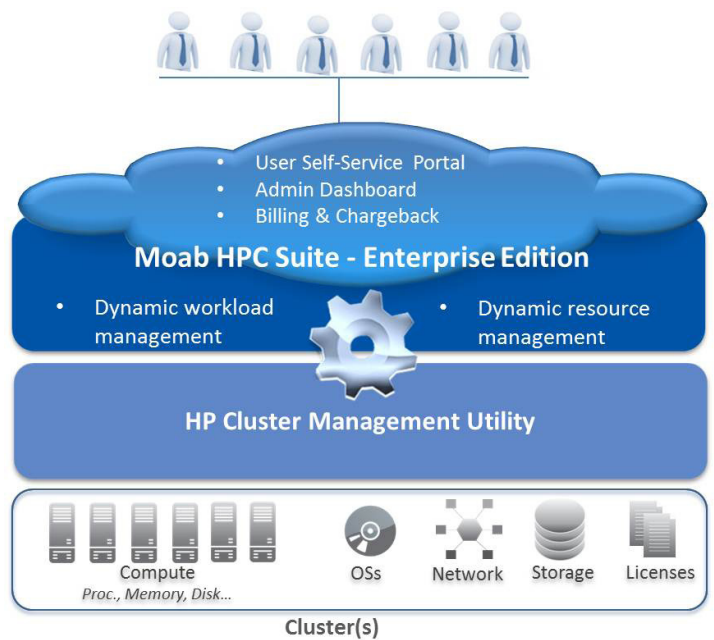 • User Self-Service Portal
• Admin Dashboard
• Billing & Chargeback
Moab HPC Suite - Enterprise Edition
• Dynamic workload
management
• Dynamic resource
management
HP Cluster Management Utility
Compute
Proc., Memory, Disk...
OSs
Network
Storage
Licenses
Cluster(s)